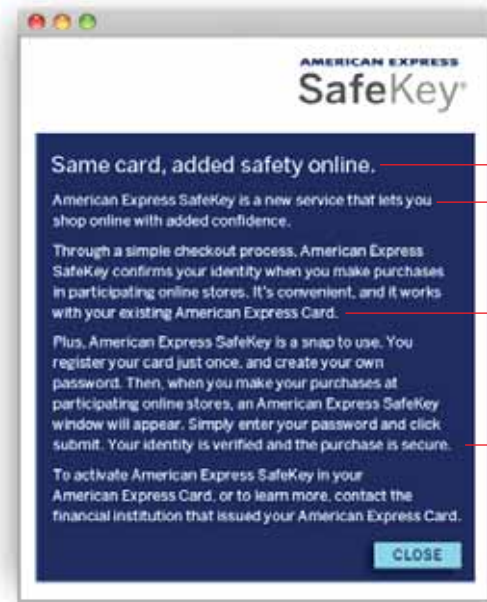 AMERICAN EXPRESS
SafeKey®
Same card, added safety online.
American Express SafeKey is a new service that lets you
shop online with added confidence.
Through a simple checkout process, American Express
SafeKey confirms your identity when you make purchases
in participating online stores. It's convenient, and it works
with your existing American Express Card.
Plus, American Express SafeKey is a snap to use. You
register your card just once, and create your own
password. Then, when you make your purchases at
participating online stores, an American Express SafeKey
window will appear. Simply enter your password and click
submit. Your identity is verified and the purchase is secure.
To activate American Express SafeKey in your
American Express Card, or to learn more, contact the
financial institution that issued your American Express Card.
CLOSE